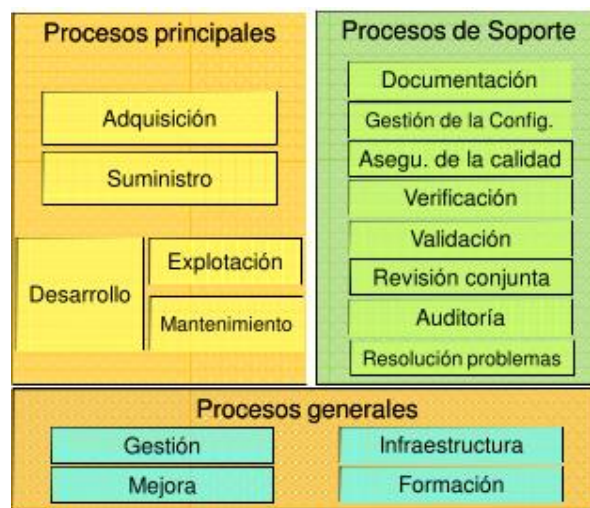 Procesos principales
Adquisición
Suministro
Desarrollo
Explotación
Mantenimiento
Procesos de Soporte
Documentación
Gestión de la Config.
Asegu. de la calidad
Verificación
Validación
Revisión conjunta
Auditoría
Resolución problemas
Procesos generales
Gestión
Infraestructura
Mejora
Formación